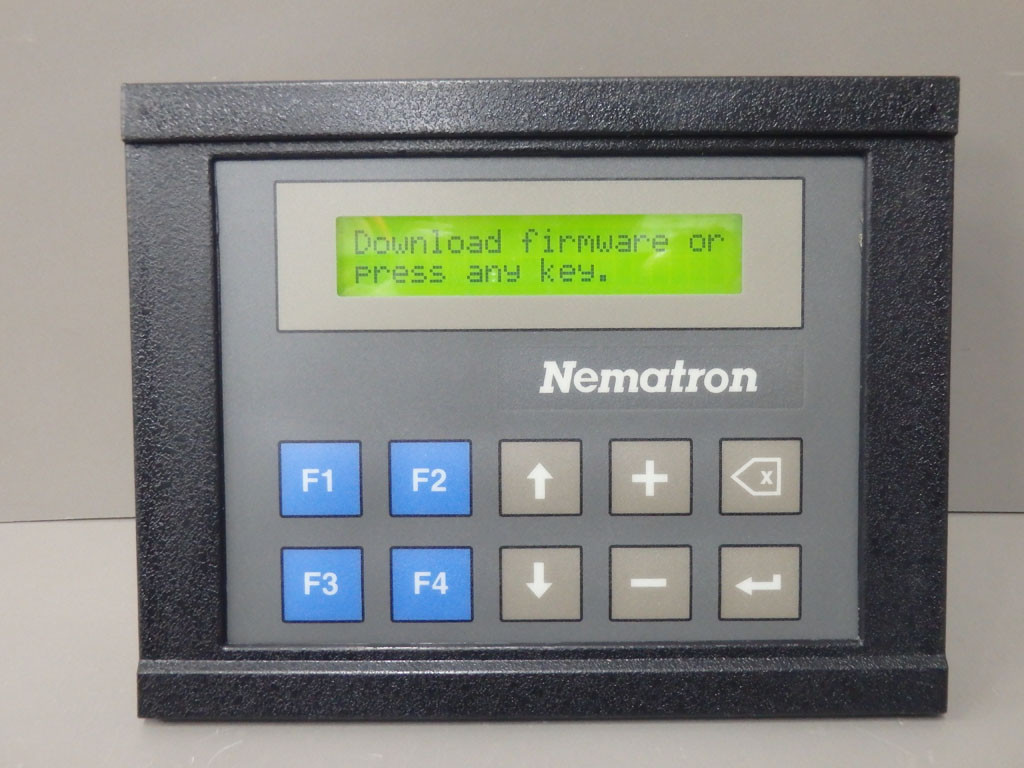 Download firmware or
press any key.
Nematron
F1 F2 + x
F3 F4 -